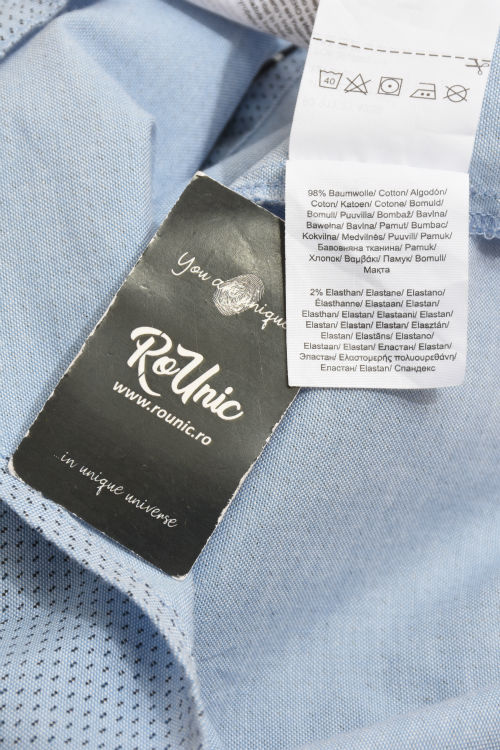 40
98% Baumwolle/ Cotton/ Algodón/
Coton/ Katoen/ Cotone/ Bomuld/
Bomull/ Puuvilla/ Bombaž/ Bavlna/
Bawełna/ Bavlna/ Pamut/ Bumbac/
Kokvilna/ Medvilnės/ Puuvill/ Pamuk/
Бавовняна тканина/ Pamuk/
Хлопок/ Βαμβάκι/ Памук/ Bomull/
Мақта
2% Elasthan/ Elastane/ Elastano/
Élasthanne/ Elastaan/ Elastan/
Elasthan/ Elastan/ Elastaani/ Elastan/
Elastan/ Elastan/ Elastan/ Elasztán/
Elastan/ Elastāns/ Elastano/
Elastaan/ Elastan/ Еластан/ Elastan/
Эластан/ Ελαστομερής πολυουρεθάνη/
Еластан/ Elastan/ Спандекс
You are unique
RoUnic
www.rounic.ro
...in unique universe